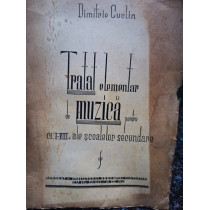 Dimitrie Cuclin
Tratat elementar
de muzică pentru
cl. I-VIII ale școalelor secundare